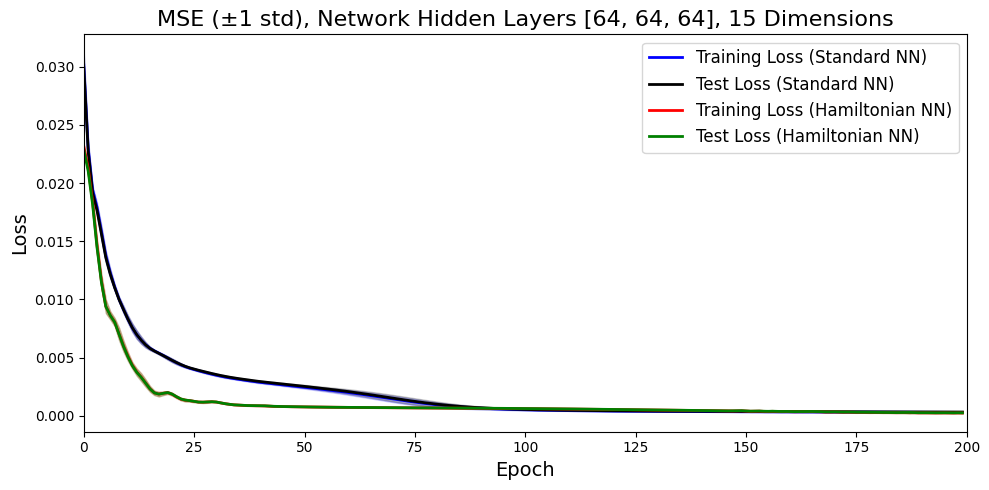 MSE (±1 std), Network Hidden Layers [64, 64, 64], 15 Dimensions
Training Loss (Standard NN)
Test Loss (Standard NN)
Training Loss (Hamiltonian NN)
Test Loss (Hamiltonian NN)
Loss
0.030
0.025
0.020
0.015
0.010
0.005
0.000
0 25 50 75 100 125 150 175 200
Epoch